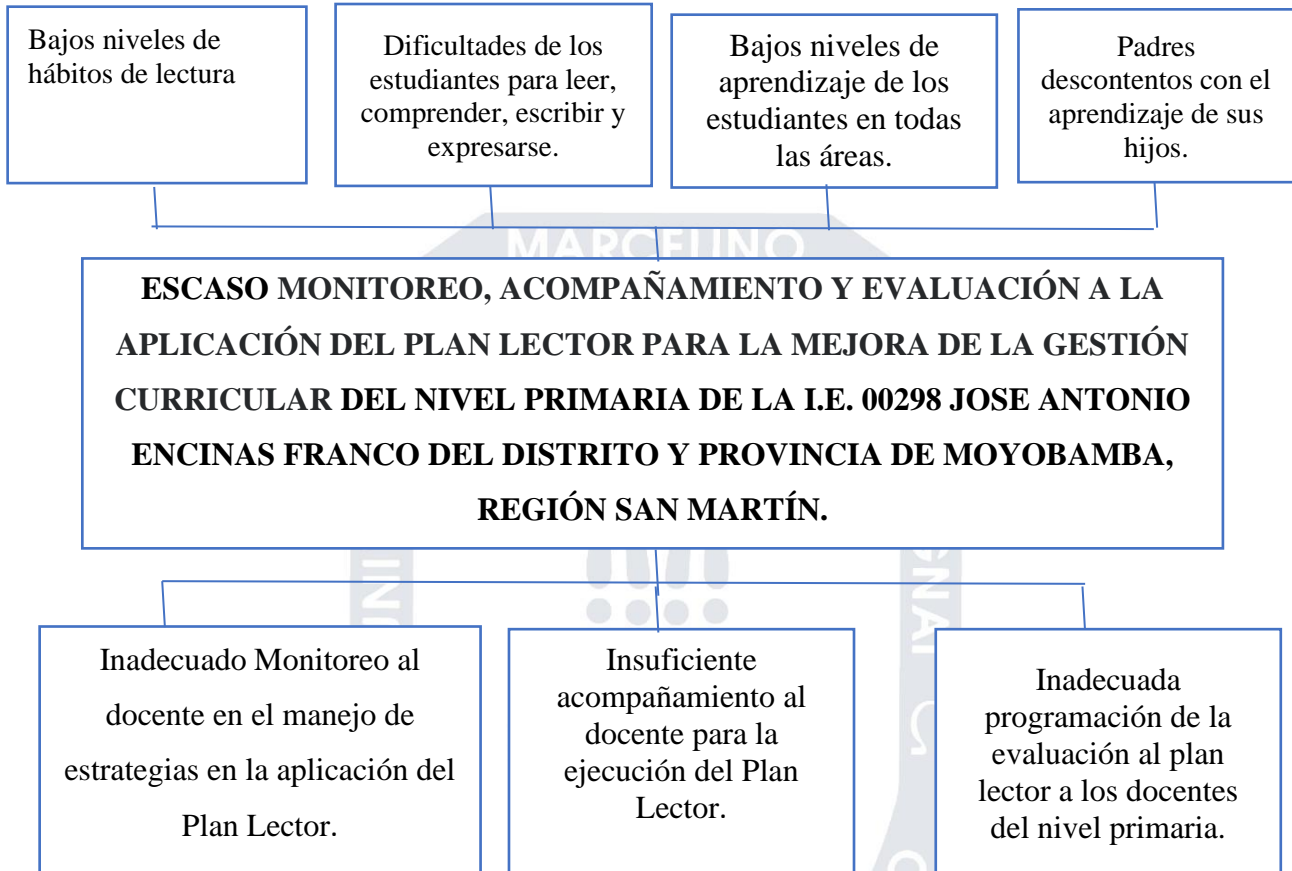 Bajos niveles de
hábitos de lectura
Dificultades de los
estudiantes para leer,
comprender, escribir y
expresarse.
Bajos niveles de
aprendizaje de los
estudiantes en todas
las áreas.
Padres
descontentos con el
aprendizaje de sus
hijos.
MARCELINO
ESCASO MONITOREO, ACOMPAÑAMIENTO Y EVALUACIÓN A LA
APLICACIÓN DEL PLAN LECTOR PARA LA MEJORA DE LA GESTIÓN
CURRICULAR DEL NIVEL PRIMARIA DE LA I.E. 00298 JOSE ANTONIO
ENCINAS FRANCO DEL DISTRITO Y PROVINCIA DE MOYOBAMBA,
REGIÓN SAN MARTÍN.
Inadecuado Monitoreo al
docente en el manejo de
estrategias en la aplicación del
Plan Lector.
Insuficiente
acompañamiento al
docente para la
ejecución del Plan
Lector.
Inadecuada
programación de la
evaluación al plan
lector a los docentes
del nivel primaria.